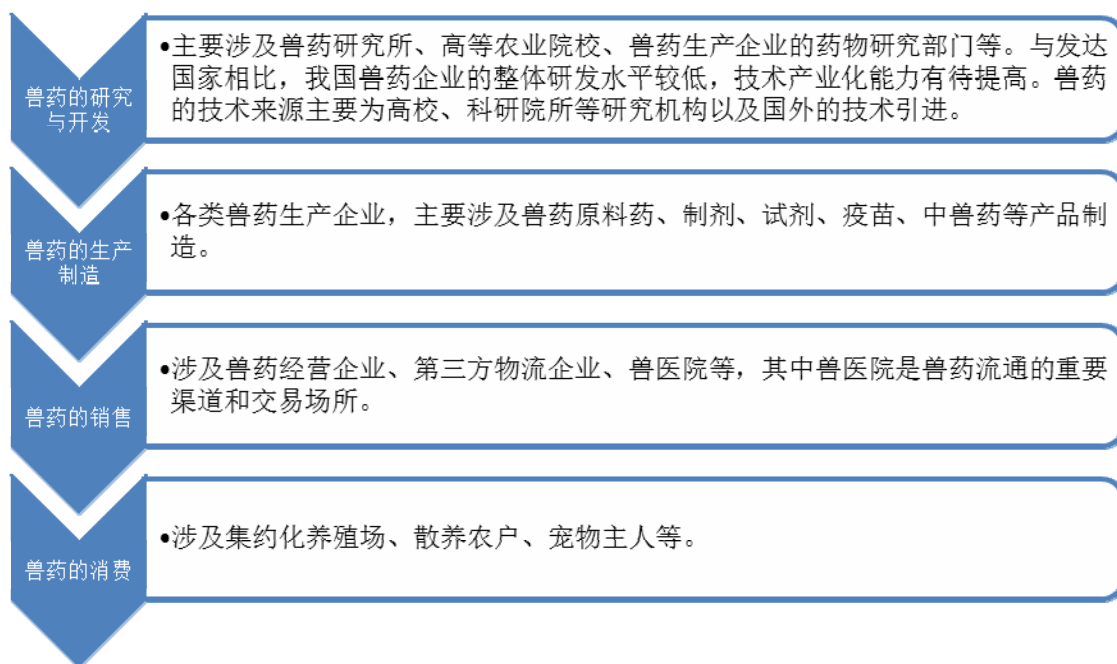 兽药的研究
与开发
•主要涉及兽药研究所、高等农业院校、兽药生产企业的药物研究部门等。与发达
国家相比，我国兽药企业的整体研发水平较低，技术产业化能力有待提高。兽药
的技术来源主要为高校、科研院所等研究机构以及国外的技术引进。
兽药的生产
制造
•各类兽药生产企业，主要涉及兽药原料药、制剂、试剂、疫苗、中兽药等产品制
造。
兽药的销售
•涉及兽药经营企业、第三方物流企业、兽医院等，其中兽医院是兽药流通的重要
渠道和交易场所。
兽药的消费
•涉及集约化养殖场、散养农户、宠物主人等。